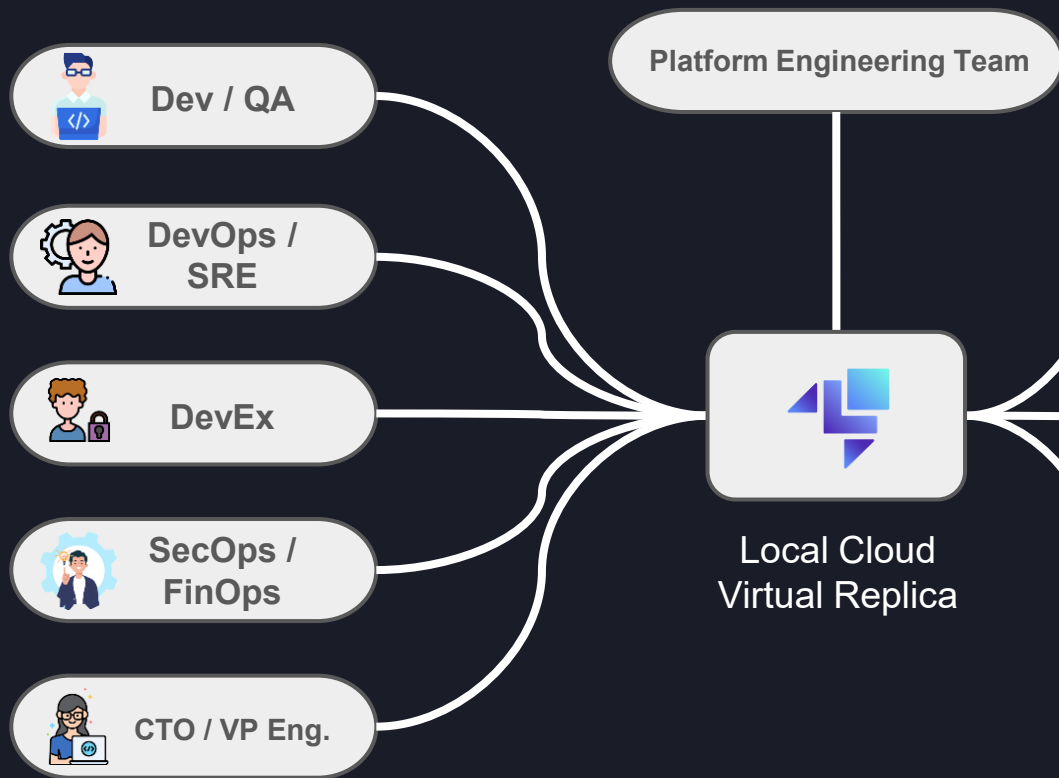 Dev / QA
Platform Engineering Team
DevOps /
SRE
DevEx
SecOps /
FinOps
Local Cloud
Virtual Replica
CTO / VP Eng.